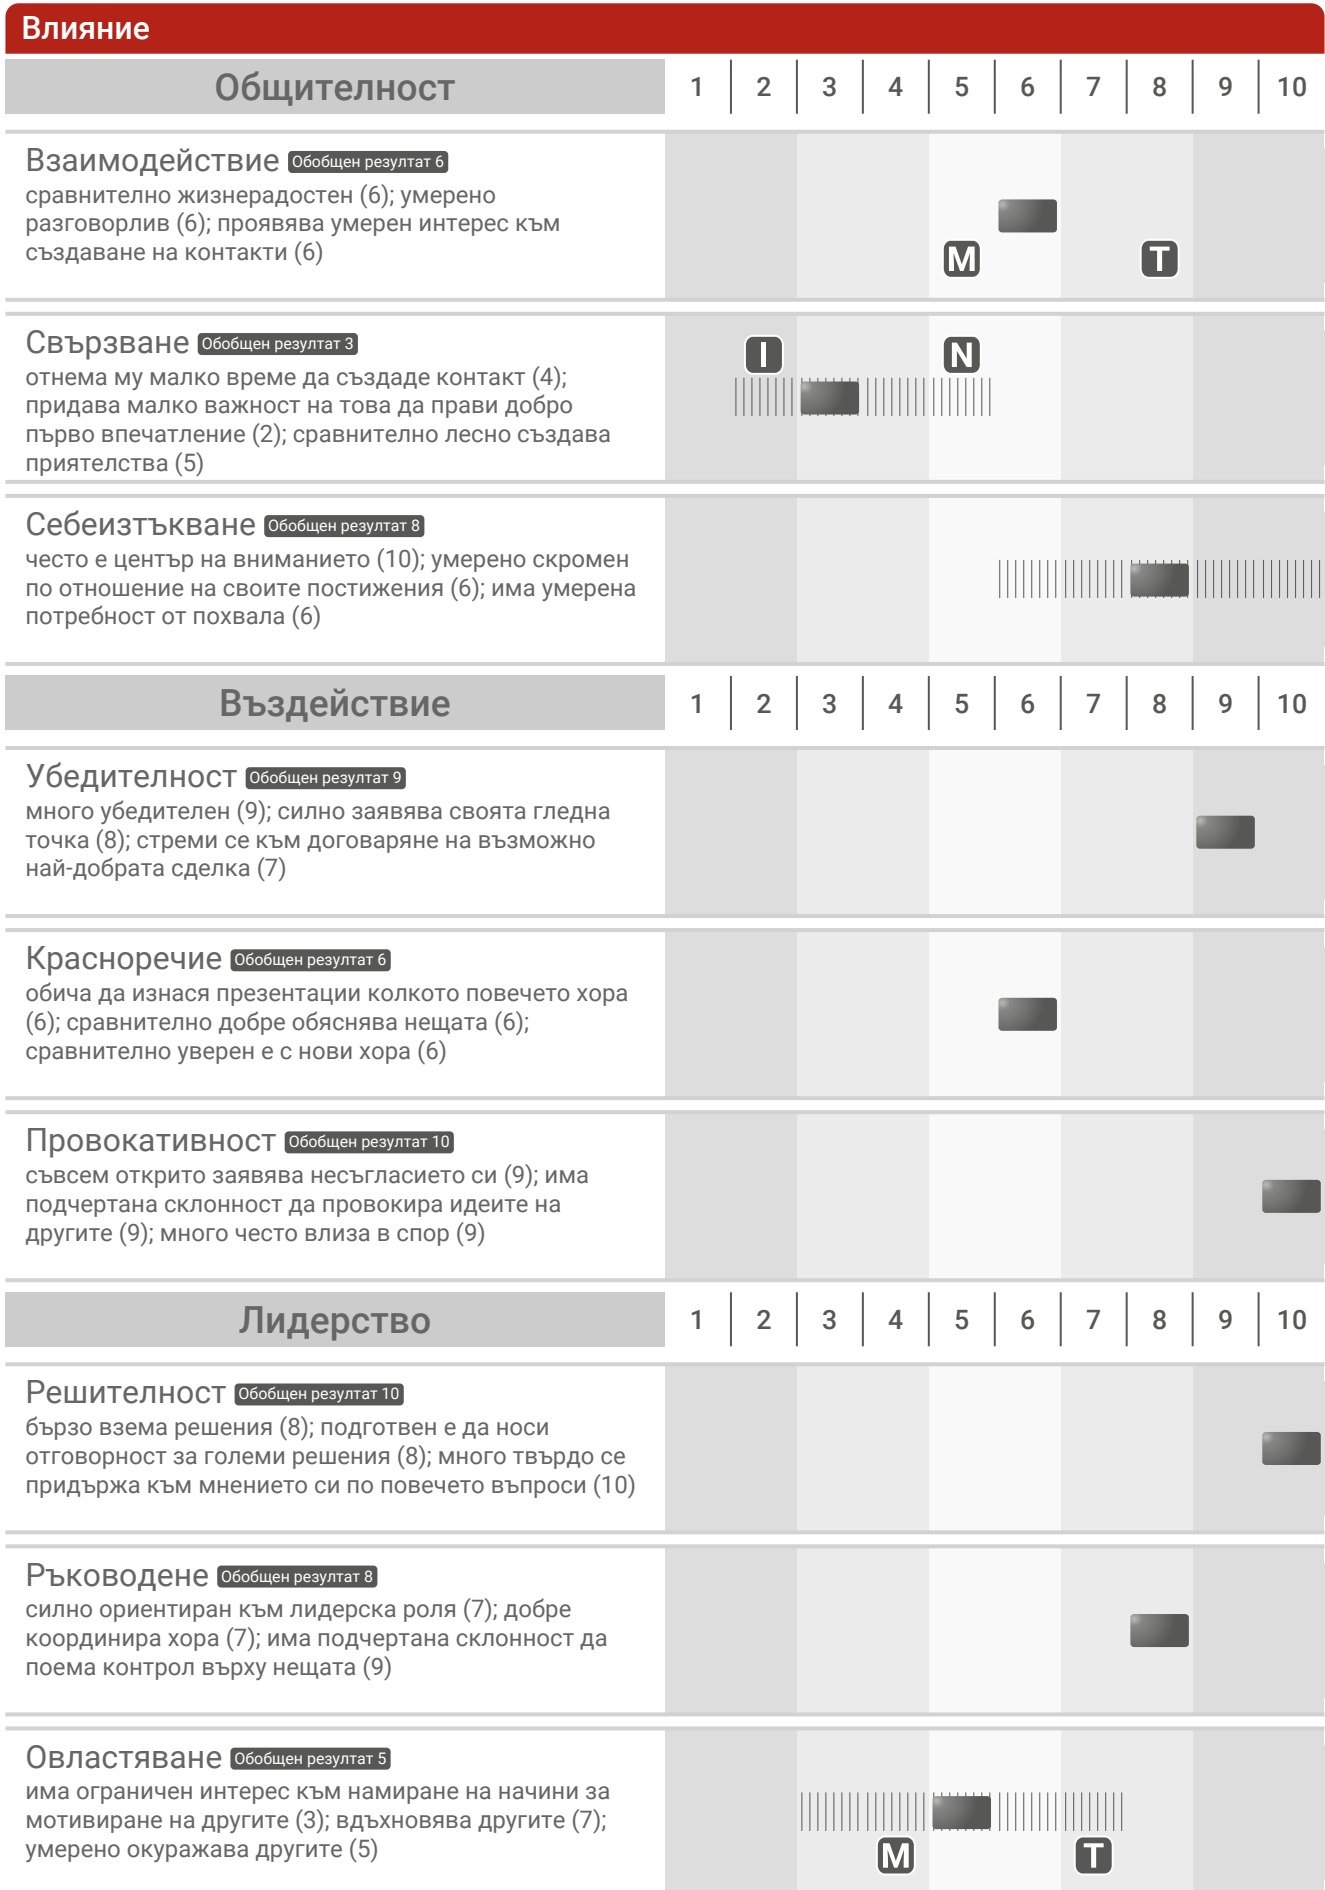 Влияние
Общителност 1 2 3 4 5 6 7 8 9 10
Взаимодействие Обобщен резултат 6
сравнително жизнерадостен (6); умерено
разговорлив (6); проявява умерен интерес към
създаване на контакти (6)
M T
Свързване Обобщен резултат 3
I N
отнема му малко време да създаде контакт (4);
придава малко важност на това да прави добро
първо впечатление (2); сравнително лесно създава
приятелства (5)
Себеизтъкване Обобщен резултат 8
често е център на вниманието (10); умерено скромен
по отношение на своите постижения (6); има умерена
потребност от похвала (6)
Въздействие 1 2 3 4 5 6 7 8 9 10
Убедителност Обобщен резултат 9
много убедителен (9); силно заявява своята гледна
точка (8); стреми се към договаряне на възможно
най-добрата сделка (7)
Красноречие Обобщен резултат 6
обича да изнася презентации колкото повечето хора
(6); сравнително добре обяснява нещата (6);
сравнително уверен е с нови хора (6)
Провокативност Обобщен резултат 10
съвсем открито заявява несъгласието си (9); има
подчертана склонност да провокира идеите на
другите (9); много често влиза в спор (9)
Лидерство 1 2 3 4 5 6 7 8 9 10
Решителност Обобщен резултат 10
бързо взема решения (8); подготвен е да носи
отговорност за големи решения (8); много твърдо се
придържа към мнението си по повечето въпроси (10)
Ръководене Обобщен резултат 8
силно ориентиран към лидерска роля (7); добре
координира хора (7); има подчертана склонност да
поема контрол върху нещата (9)
Овластяване Обобщен резултат 5
има ограничен интерес към намиране на начини за
мотивиране на другите (3); вдъхновява другите (7);
умерено окуражава другите (5)
M T